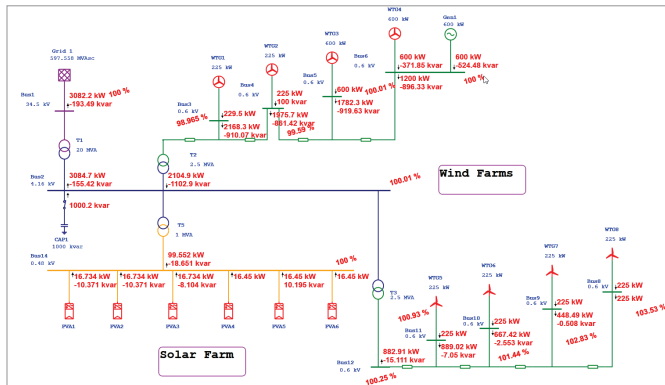 Grid 1
397.558 MVAsc
3082.2 kW
-193.49 kvar
100 %
Bus1
34.5 kV
T1
20 MVA
Bus2
4.16 kV
3084.7 kW
-155.42 kvar
1000.2 kvar
CAP1
1000 kvar
WTG1
225 kW
Bus3
0.6 kV
98.965 %
229.5 kW
2168.3 kW
-910.07 kvar
T2
2.5 MVA
2104.9 kW
-1102.9 kvar
WTG2
225 kW
Bus4
0.6 kV
225 kW
100 kvar
1975.7 kW
-881.42 kvar
99.59 %
WTG3
600 kW
Bus5
0.6 kV
600 kW
100.01 %
1782.3 kW
-919.63 kvar
WTG4
600 kW
Gen1
600 kW
Bus6
0.6 kV
600 kW
-371.85 kvar
1200 kW
-896.33 kvar
600 kW
-524.48 kvar
100 %
100.01 %
Wind Farms
T5
1 MVA
Bus14
0.48 kV
99.552 kW
-18.651 kvar
100 %
16.734 kW
-10.371 kvar
16.734 kW
-10.371 kvar
16.734 kW
-8.104 kvar
16.45 kW
16.45 kW
10.195 kvar
16.45 kW
PVA1
PVA2
PVA3
PVA4
PVA5
PVA6
Solar Farm
T3
2.5 MVA
Bus12
0.6 kV
882.91 kW
-15.111 kvar
100.25 %
WTG5
225 kW
100.93 %
Bus11
0.6 kV
225 kW
889.02 kW
-7.05 kvar
WTG6
225 kW
Bus10
0.6 kV
225 kW
667.42 kW
-2.553 kvar
101.44 %
WTG7
225 kW
Bus9
0.6 kV
225 kW
448.49 kW
-0.508 kvar
102.83 %
WTG8
225 kW
Bus8
0.6 kV
225 kW
225 kW
103.53 %